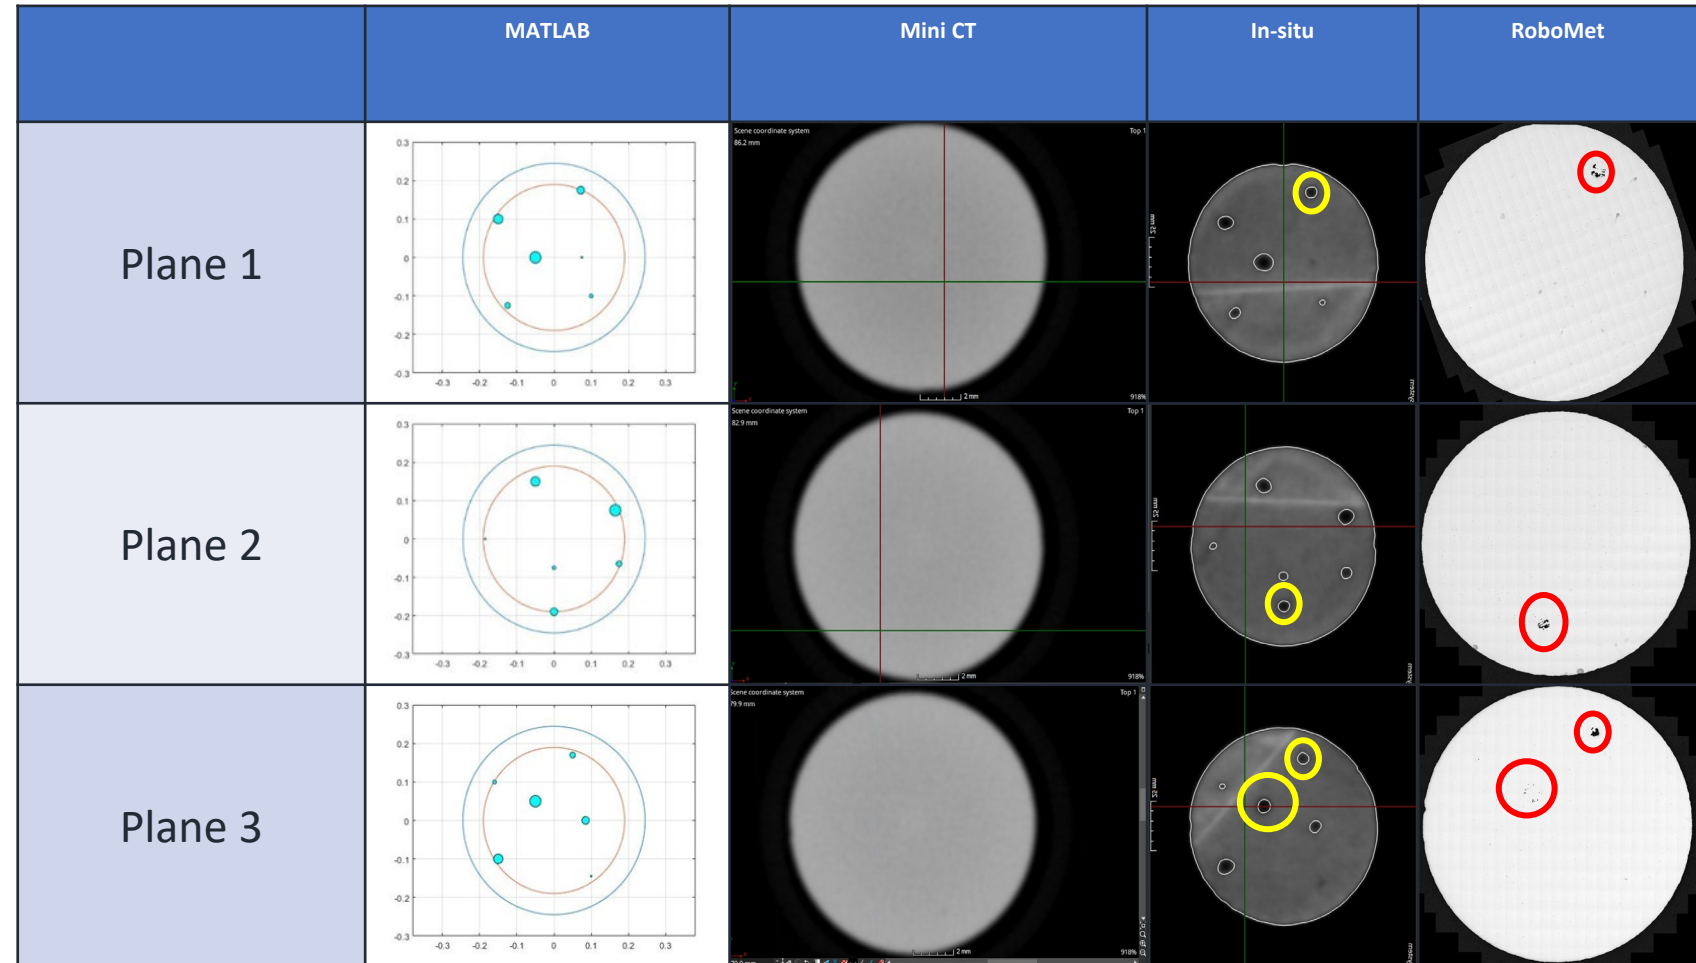 MATLAB
Mini CT
In-situ
RoboMet
Plane 1
0.3
0.2
0.1
0
-0.1
-0.2
-0.3
-0.3 -0.2 -0.1 0 0.1 0.2 0.3
Scene coordinate system
86.2 mm
Top 1
2 mm
918%
Plane 2
0.3
0.2
0.1
0
-0.1
-0.2
-0.3
-0.3 -0.2 -0.1 0 0.1 0.2 0.3
Scene coordinate system
82.9 mm
Top 1
2 mm
918%
Plane 3
0.3
0.2
0.1
0
-0.1
-0.2
-0.3
-0.3 -0.2 -0.1 0 0.1 0.2 0.3
Scene coordinate system
79.9 mm
Top 1
2 mm
918%